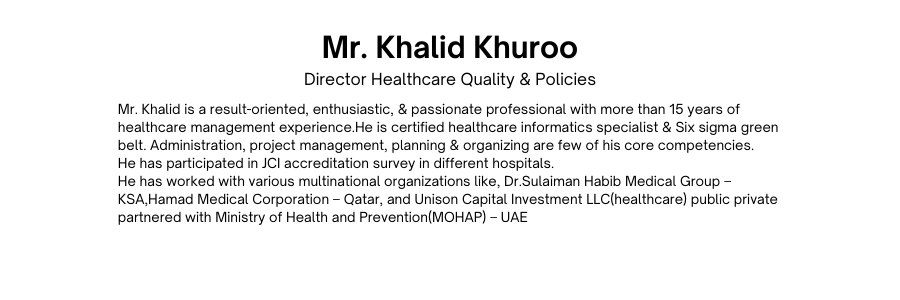 Mr. Khalid Khuroo
Director Healthcare Quality & Policies
Mr. Khalid is a result-oriented, enthusiastic, & passionate professional with more than 15 years of
healthcare management experience.He is certified healthcare informatics specialist & Six sigma green
belt. Administration, project management, planning & organizing are few of his core competencies.
He has participated in JCI accreditation survey in different hospitals.
He has worked with various multinational organizations like, Dr.Sulaiman Habib Medical Group –
KSA,Hamad Medical Corporation – Qatar, and Unison Capital Investment LLC(healthcare) public private
partnered with Ministry of Health and Prevention(MOHAP) – UAE